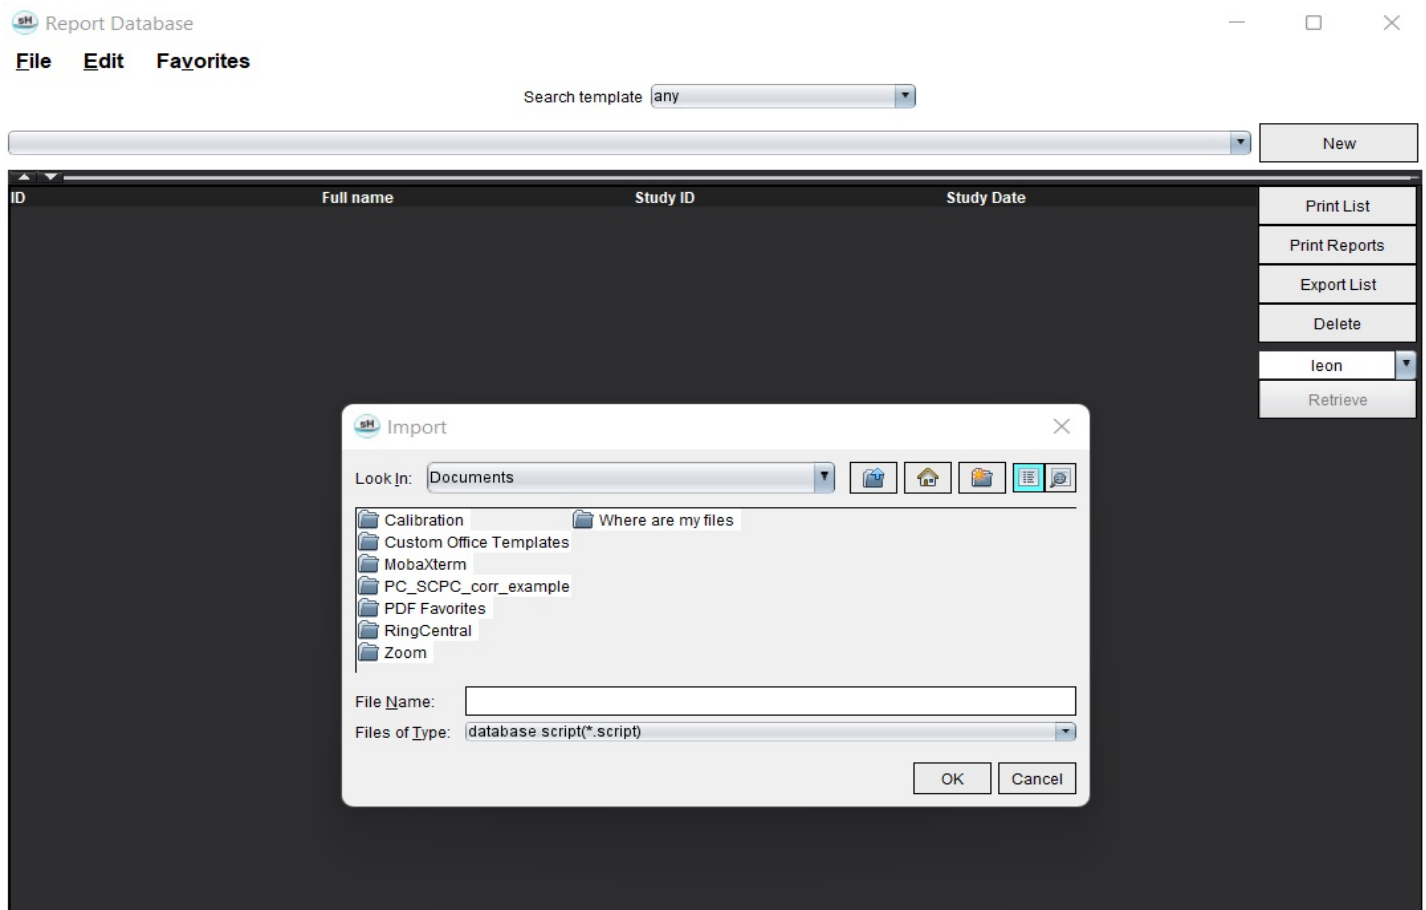 sH Report Database
File Edit Favorites
Search template any
New
ID Full name Study ID Study Date
Print List
Print Reports
Export List
Delete
leon
Retrieve
sH Import
Look In: Documents
Calibration Where are my files
Custom Office Templates
MobaXterm
PC_SCPC_corr_example
PDF Favorites
RingCentral
Zoom
File Name:
Files of Type: database script(*.script)
OK Cancel